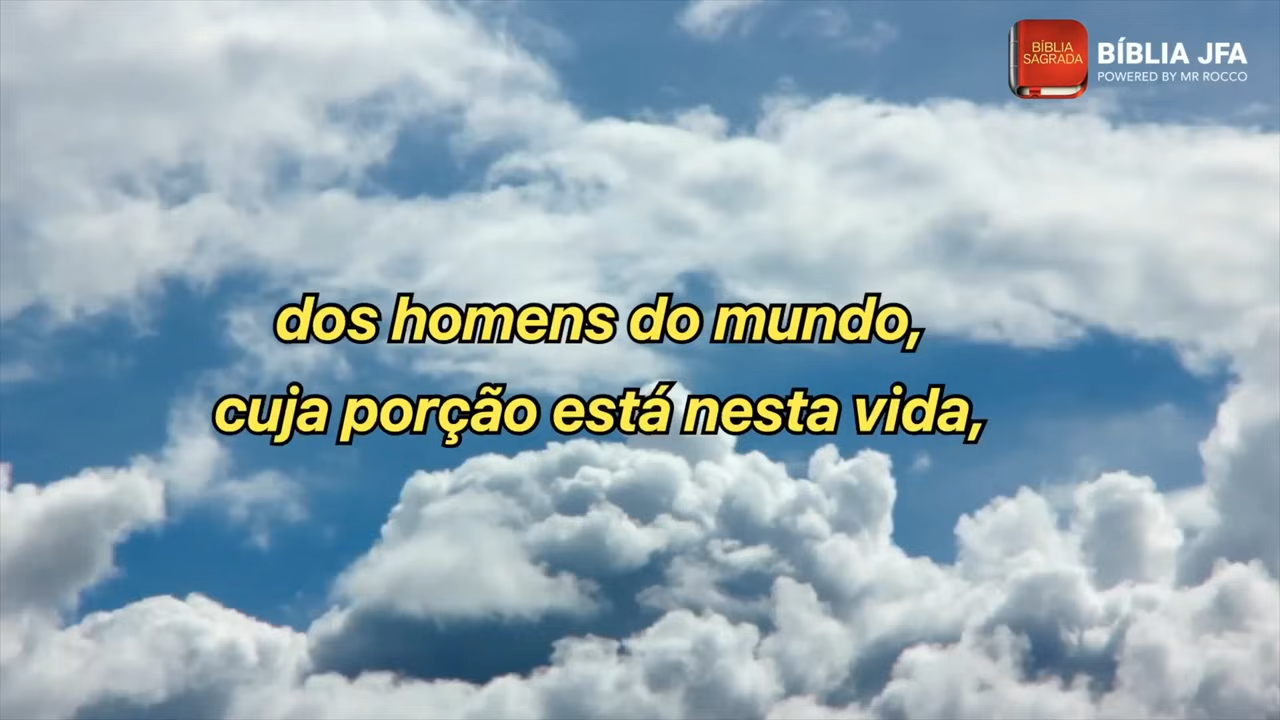 BÍBLIA
SAGRADA
BÍBLIA JFA
POWERED BY MR ROCCO
dos homens do mundo,
cuja porção está nesta vida,